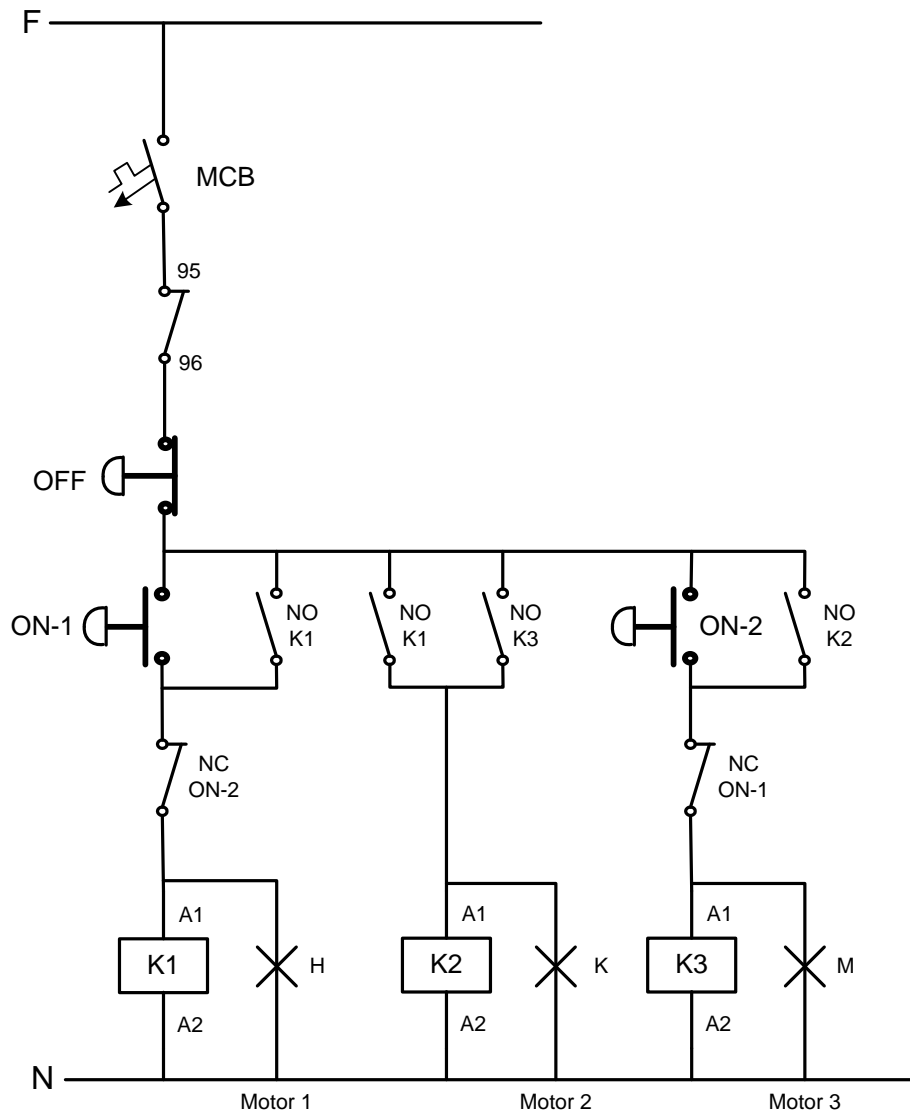 F
MCB
95
96
OFF
ON-1
NO
K1
NO
K1
NO
K3
ON-2
NO
K2
NC
ON-2
NC
ON-1
A1
K1
H
A2
A1
K2
K
A2
A1
K3
M
A2
N
Motor 1
Motor 2
Motor 3